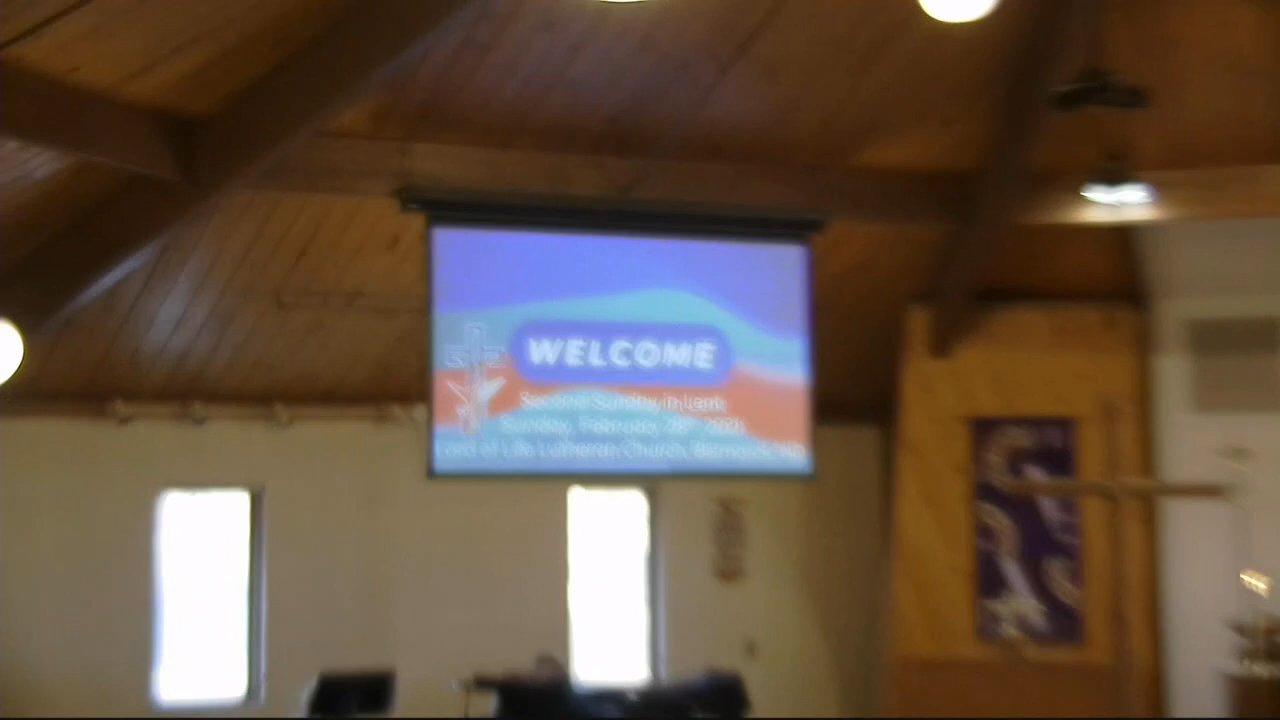 WELCOME
Second Sunday in Lent
Sunday, February 28th, 2021
Lord of Life Lutheran Church, Bismarck, ND